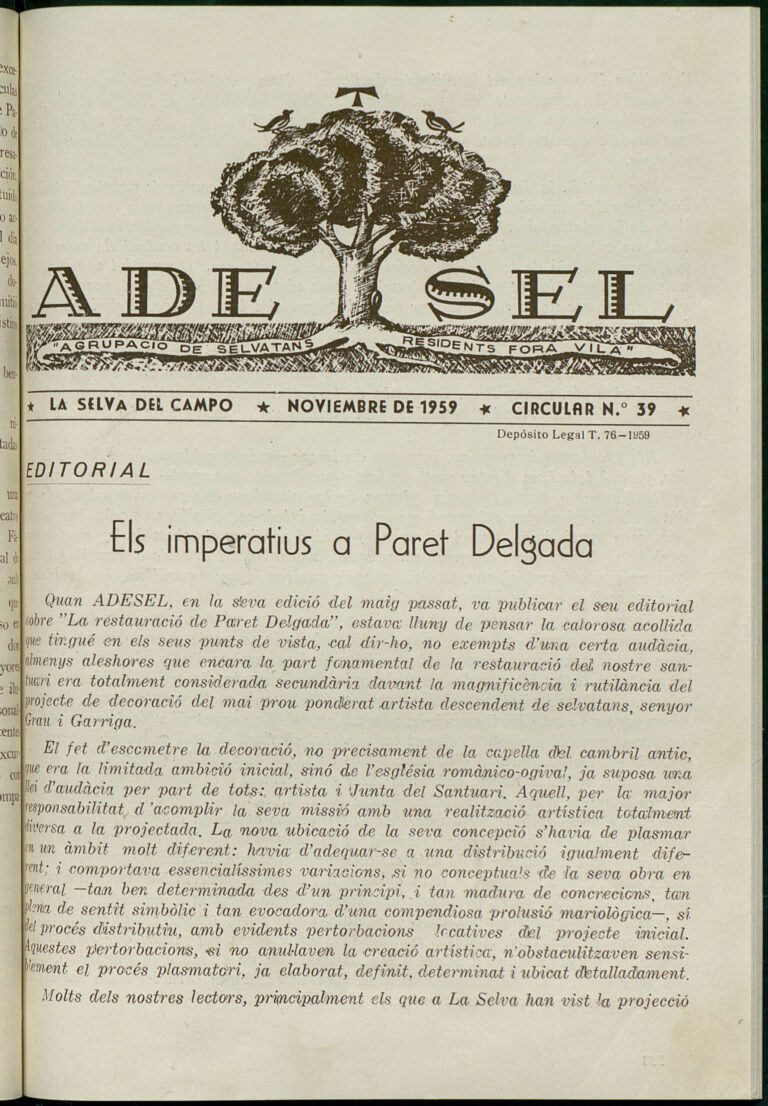 ADESEL
"AGRUPACIO DE SELVATANS RESIDENTS FORA VILA"
★ LA SELVA DEL CAMPO ★ NOVIEMBRE DE 1959 ★ CIRCULAR N.° 39 ★
Depósito Legal T. 76—1959
EDITORIAL
Els imperatius a Paret Delgada
Quan ADESEL, en la seva edició del maig passat, va publicar el seu editorial
sobre "La restauració de Paret Delgada", estava lluny de pensar la calorosa acollida
que tingué en els seus punts de vista, cal dir-ho, no exempts d'una certa audàcia,
almenys aleshores que encara la part fonamental de la restauració del nostre san-
tuari era totalment considerada secundària davant la magnificència i rutilància del
projecte de decoració del mai prou ponderat artista descendent de selvatans, senyor
Grau i Garriga.
El fet d'escometre la decoració, no precisament de la capella del cambril antic,
que era la limitada ambició inicial, sinó de l'església romànico-ogival, ja suposa una
llei d'audàcia per part de tots: artista i Junta del Santuari. Aquell, per la major
responsabilitat d'acomplir la seva missió amb una realització artística totalment
diversa a la projectada. La nova ubicació de la seva concepció s'havia de plasmar
en un àmbit molt diferent: havia d'adequar-se a una distribució igualment dife-
rent; i comportava essencialíssimes variacions, si no conceptuals de la seva obra en
general —tan ben determinada des d'un principi, i tan madura de concrecions, tan
plena de sentit simbòlic i tan evocadora d'una compendiosa prolusió mariològica—, sí
del procés distributiu, amb evidents pertorbacions locatives del projecte inicial.
Aquestes pertorbacions, si no anul·laven la creació artística, n'obstaculitzaven sensi-
blement el procés plasmatori, ja elaborat, definit, determinat i ubicat detalladament.
Molts dels nostres lectors, principalment els que a La Selva han vist la projecció